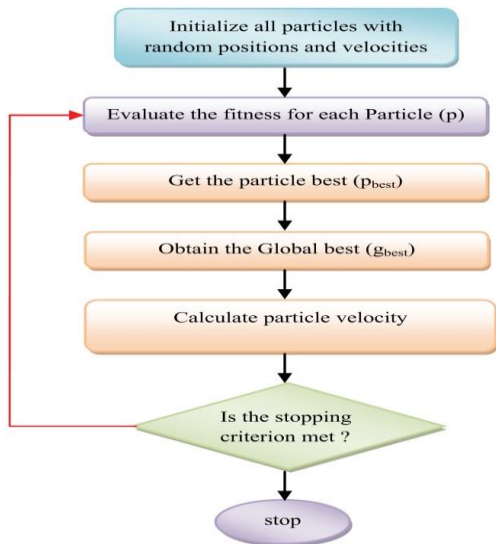 Initialize all particles with
random positions and velocities
Evaluate the fitness for each Particle (p)
Get the particle best (pbest)
Obtain the Global best (gbest)
Calculate particle velocity
Is the stopping
criterion met ?
stop